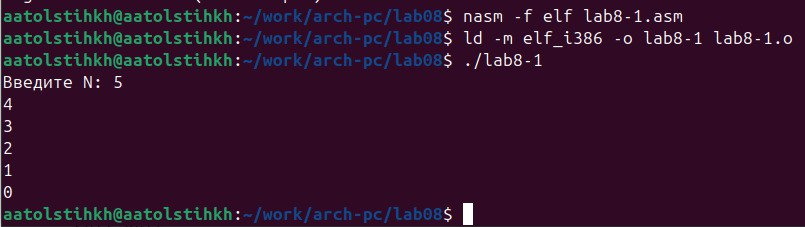 aatolstihkh@aatolstihkh:~/work/arch-pc/lab08$ nasm -f elf lab8-1.asm
aatolstihkh@aatolstihkh:~/work/arch-pc/lab08$ ld -m elf_i386 -o lab8-1 lab8-1.o
aatolstihkh@aatolstihkh:~/work/arch-pc/lab08$ ./lab8-1
Введите N: 5
4
3
2
1
0
aatolstihkh@aatolstihkh:~/work/arch-pc/lab08$